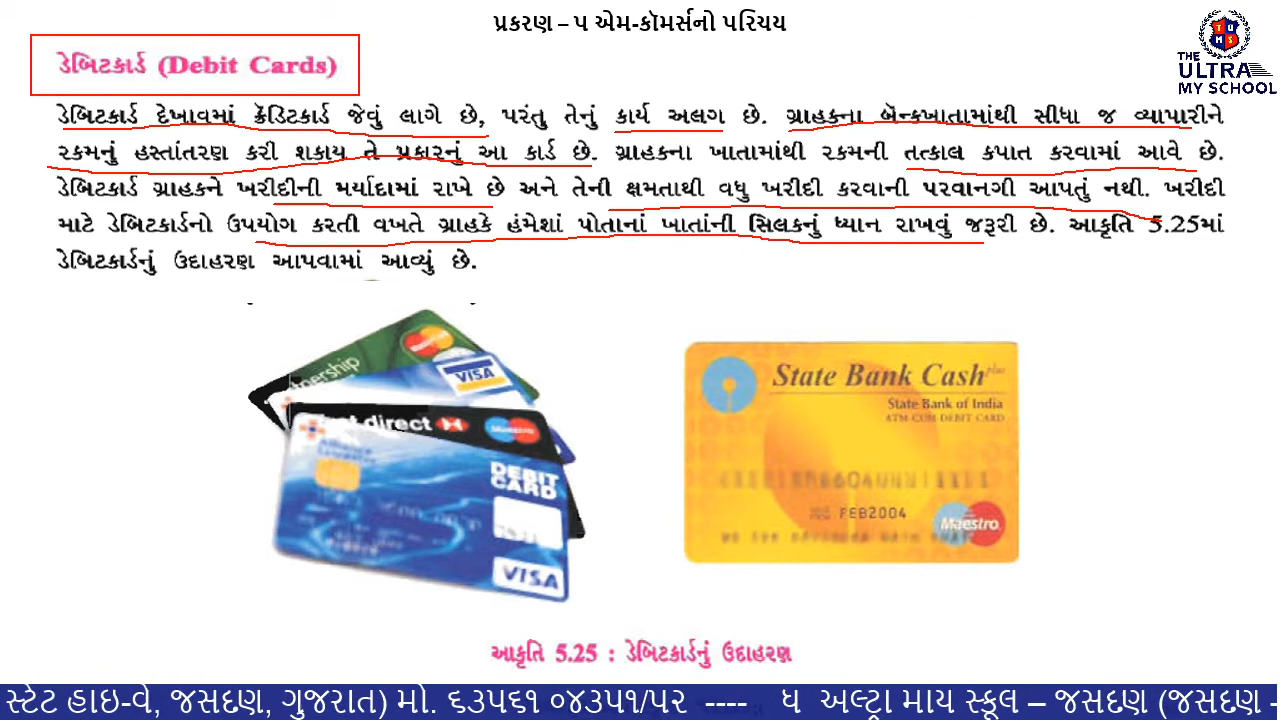 પ્રકરણ – ૫ એમ-કૉમર્સનો પરિચય
THE
ULTRA
MY SCHOOL
ડેબિટકાર્ડ (Debit Cards)
ડેબિટકાર્ડ દેખાવમાં ક્રૅડિટકાર્ડ જેવું લાગે છે, પરંતુ તેનું કાર્ય અલગ છે. ગ્રાહકના બૅન્કખાતામાંથી સીધા જ વ્યાપારીને
રકમનું હસ્તાંતરણ કરી શકાય તે પ્રકારનું આ કાર્ડ છે. ગ્રાહકના ખાતામાંથી રકમની તત્કાલ કપાત કરવામાં આવે છે.
ડેબિટકાર્ડ ગ્રાહકને ખરીદીની મર્યાદામાં રાખે છે અને તેની ક્ષમતાથી વધુ ખરીદી કરવાની પરવાનગી આપતું નથી. ખરીદી
માટે ડેબિટકાર્ડનો ઉપયોગ કરતી વખતે ગ્રાહકે હંમેશાં પોતાનાં ખાતાંની સિલકનું ધ્યાન રાખવું જરૂરી છે. આકૃતિ 5.25માં
ડેબિટકાર્ડનું ઉદાહરણ આપવામાં આવ્યું છે.
VISA
direct
Maestro
DEBIT
CARD
VISA
State Bank Cash plus
State Bank of India
ATM-CUM-DEBIT CARD
FEB2004
Maestro
આકૃતિ 5.25 : ડેબિટકાર્ડનું ઉદાહરણ
સ્ટેટ હાઇ-વે, જસદણ, ગુજરાત) મો. ૬૩૫૬૧ ૦૪૩૫૧/૫૨ ---- ધ અલ્ટ્રા માય સ્કૂલ – જસદણ (જસદણ -